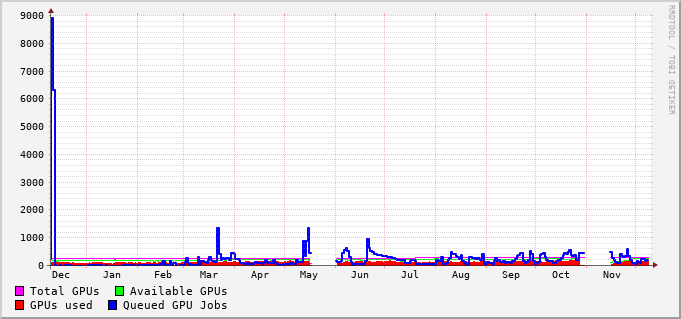 9000
8000
7000
6000
5000
4000
3000
2000
1000
0
Dec Jan Feb Mar Apr May Jun Jul Aug Sep Oct Nov
Total GPUs Available GPUs
GPUs used Queued GPU Jobs
RRDTOOL / TOBI OETIKER